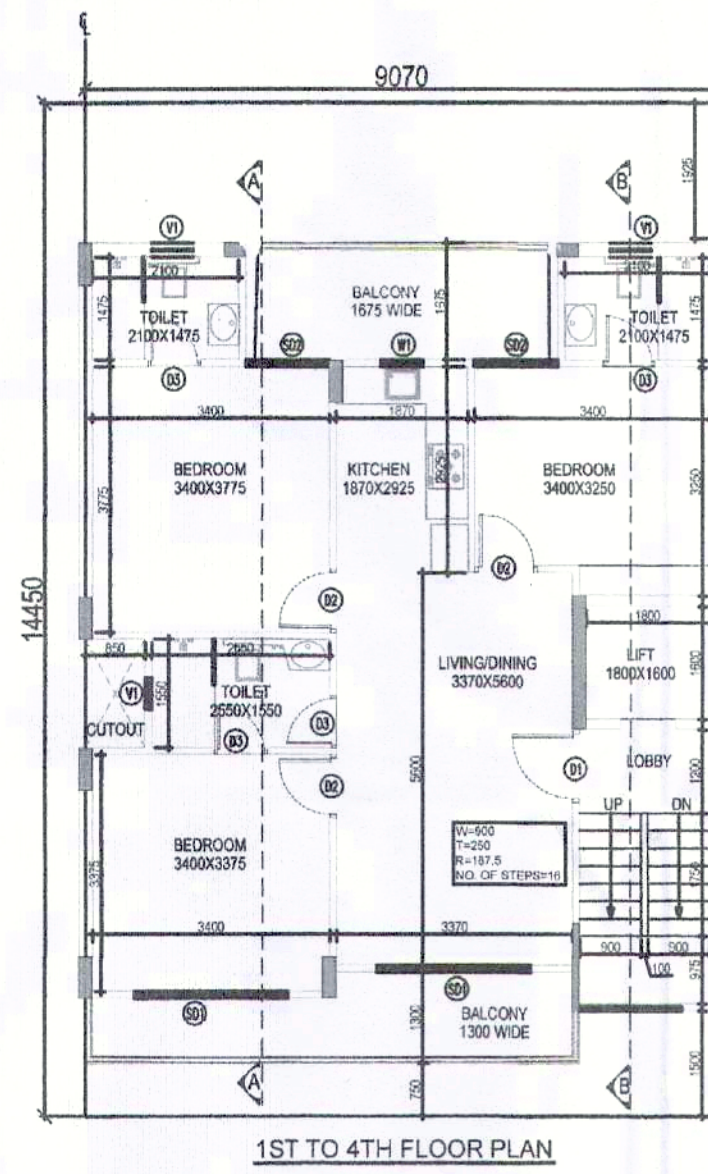 9070
1925
A
B
V1
V1
2100
2100
1475
TOILET
2100X1475
BALCONY
1675 WIDE
1675
TOILET
2100X1475
1475
SD2
W1
SD2
D3
D3
3400
1870
3400
BEDROOM
3400X3775
KITCHEN
1870X2925
2925
BEDROOM
3400X3250
3775
3250
D2
D2
14450
1800
850
2550
LIVING/DINING
3370X5600
LIFT
1800X1600
1600
V1
1550
TOILET
2550X1550
CUTOUT
D3
D3
D1
LOBBY
1200
D2
5600
UP
DN
BEDROOM
3400X3375
3375
W=900
T=250
R=187.5
NO. OF STEPS=16
1750
3400
3370
900
900
100
975
SD1
SD1
1300
BALCONY
1300 WIDE
750
1500
A
B
1ST TO 4TH FLOOR PLAN